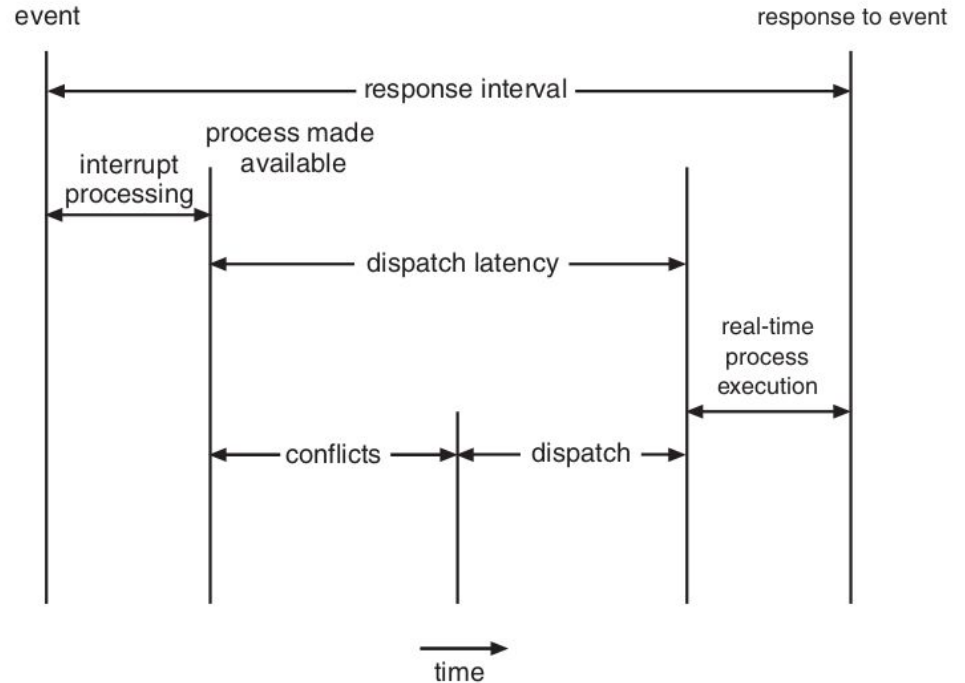 event
response to event
response interval
process made
available
interrupt
processing
dispatch latency
real-time
process
execution
conflicts
dispatch
time